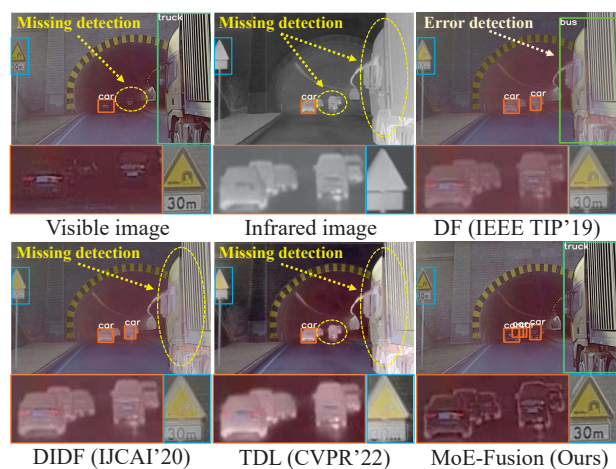 Missing detection
truck
car
30m
Visible image
Missing detection
car
Infrared image
Error detection
bus
car
car
30m
DF (IEEE TIP'19)
Missing detection
car
car
30m
DIDF (IJCAI'20)
Missing detection
car
TDL (CVPR'22)
truck
car
car
30m
MoE-Fusion (Ours)